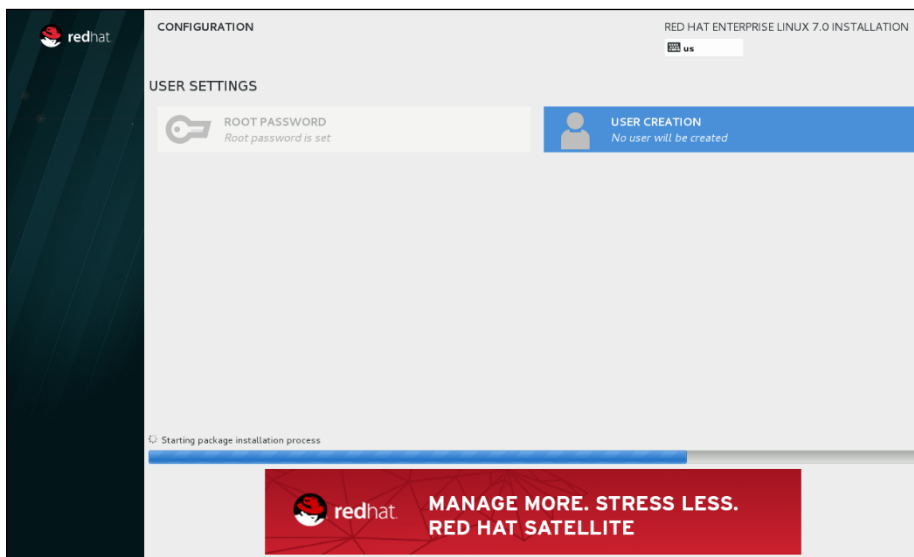 redhat
CONFIGURATION
RED HAT ENTERPRISE LINUX 7.0 INSTALLATION
us
USER SETTINGS
ROOT PASSWORD
Root password is set
USER CREATION
No user will be created
Starting package installation process
redhat.
MANAGE MORE. STRESS LESS.
RED HAT SATELLITE